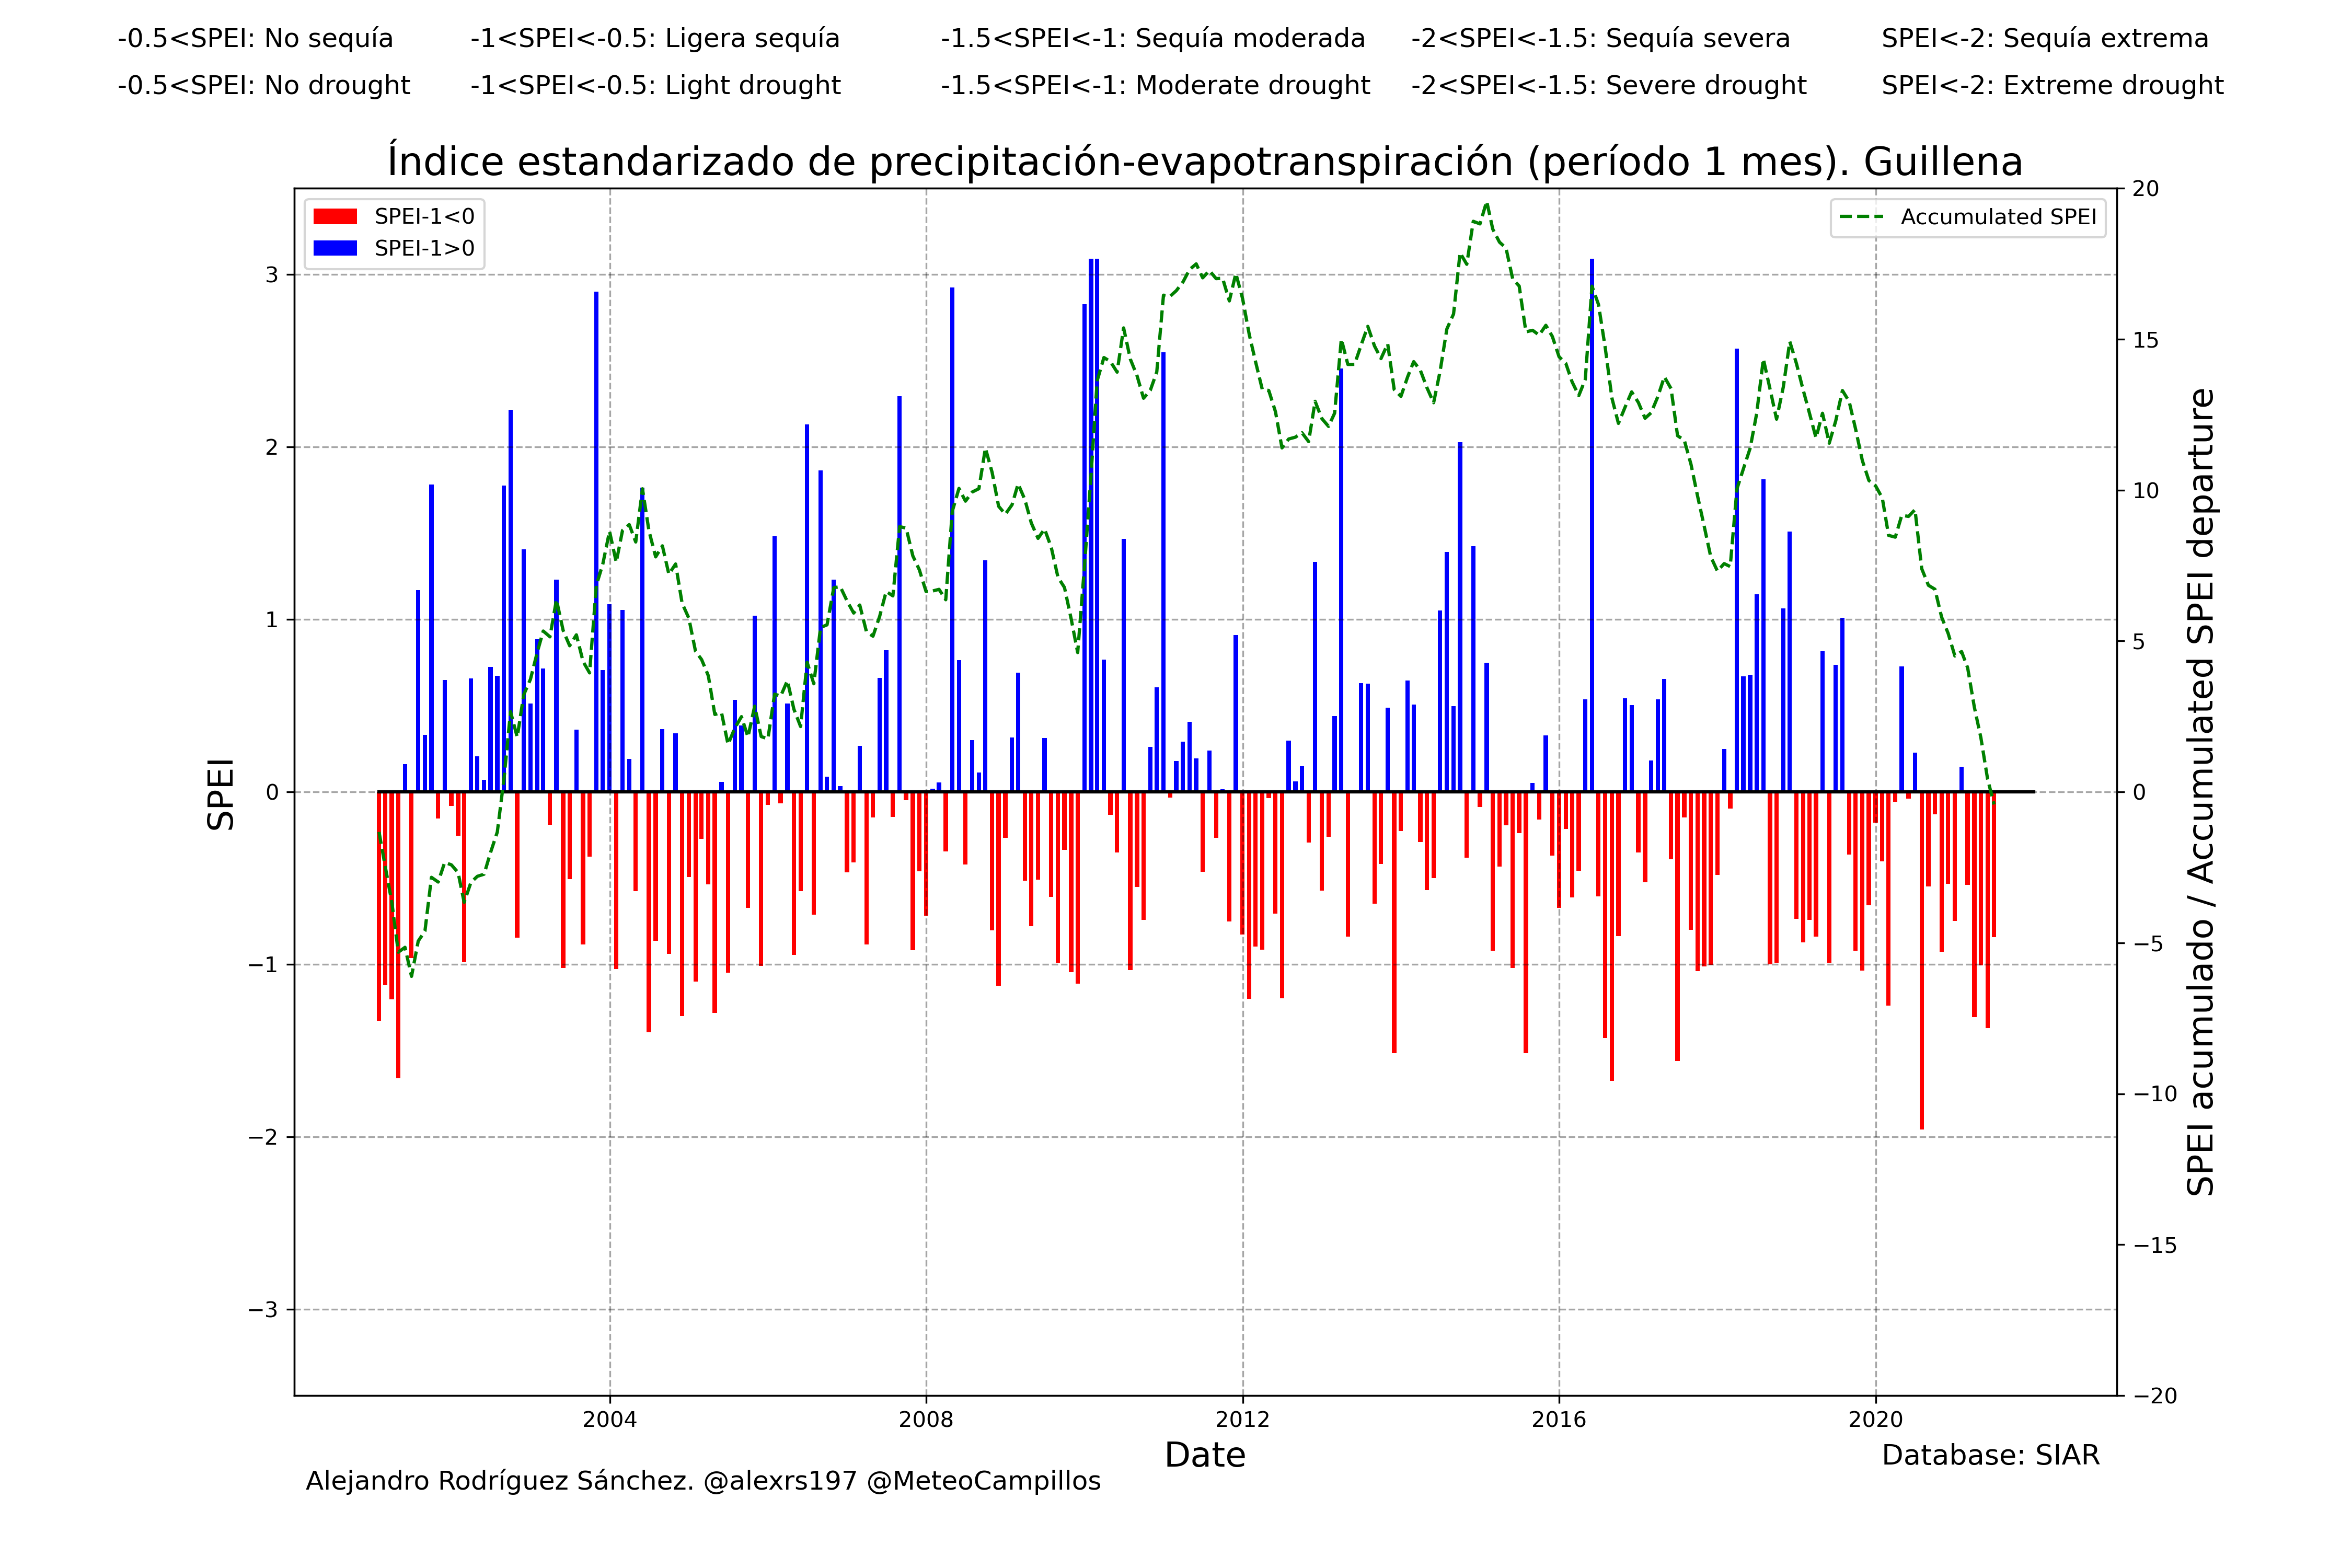 -0.5<SPEI: No sequía -1<SPEI<-0.5: Ligera sequía -1.5<SPEI<-1: Sequía moderada -2<SPEI<-1.5: Sequía severa SPEI<-2: Sequía extrema
-0.5<SPEI: No drought -1<SPEI<-0.5: Light drought -1.5<SPEI<-1: Moderate drought -2<SPEI<-1.5: Severe drought SPEI<-2: Extreme drought
Índice estandarizado de precipitación-evapotranspiración (período 1 mes). Guillena
SPEI-1<0
SPEI-1>0
Accumulated SPEI
SPEI
3
2
1
0
−1
−2
−3
20
15
10
5
0
−5
−10
−15
−20
SPEI acumulado / Accumulated SPEI departure
2004 2008 2012 2016 2020
Date
Database: SIAR
Alejandro Rodríguez Sánchez. @alexrs197 @MeteoCampillos